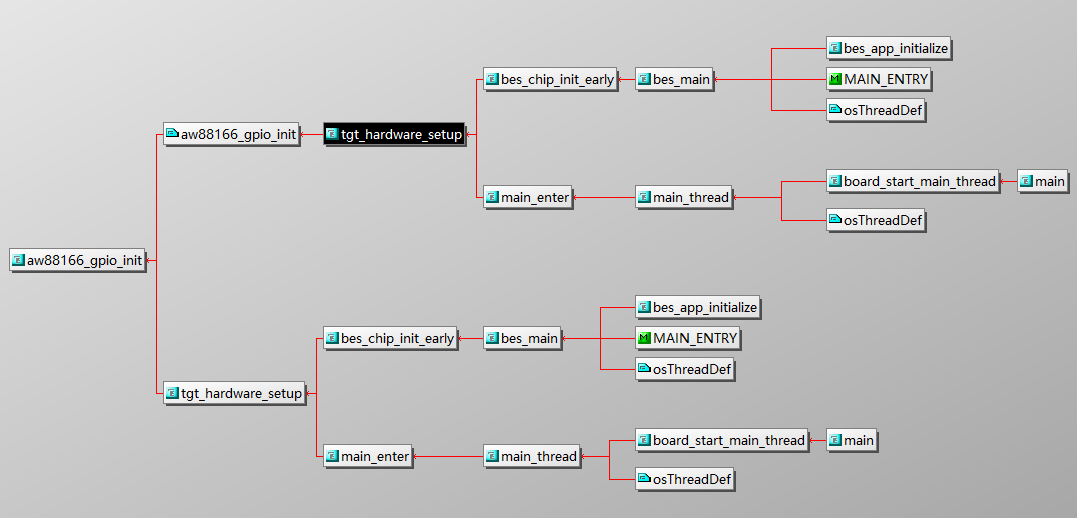 bes_app_initialize
bes_chip_init_early
bes_main
MAIN_ENTRY
osThreadDef
aw88166_gpio_init
tgt_hardware_setup
board_start_main_thread
main
main_enter
main_thread
osThreadDef
aw88166_gpio_init
bes_app_initialize
bes_chip_init_early
bes_main
MAIN_ENTRY
osThreadDef
tgt_hardware_setup
board_start_main_thread
main
main_enter
main_thread
osThreadDef